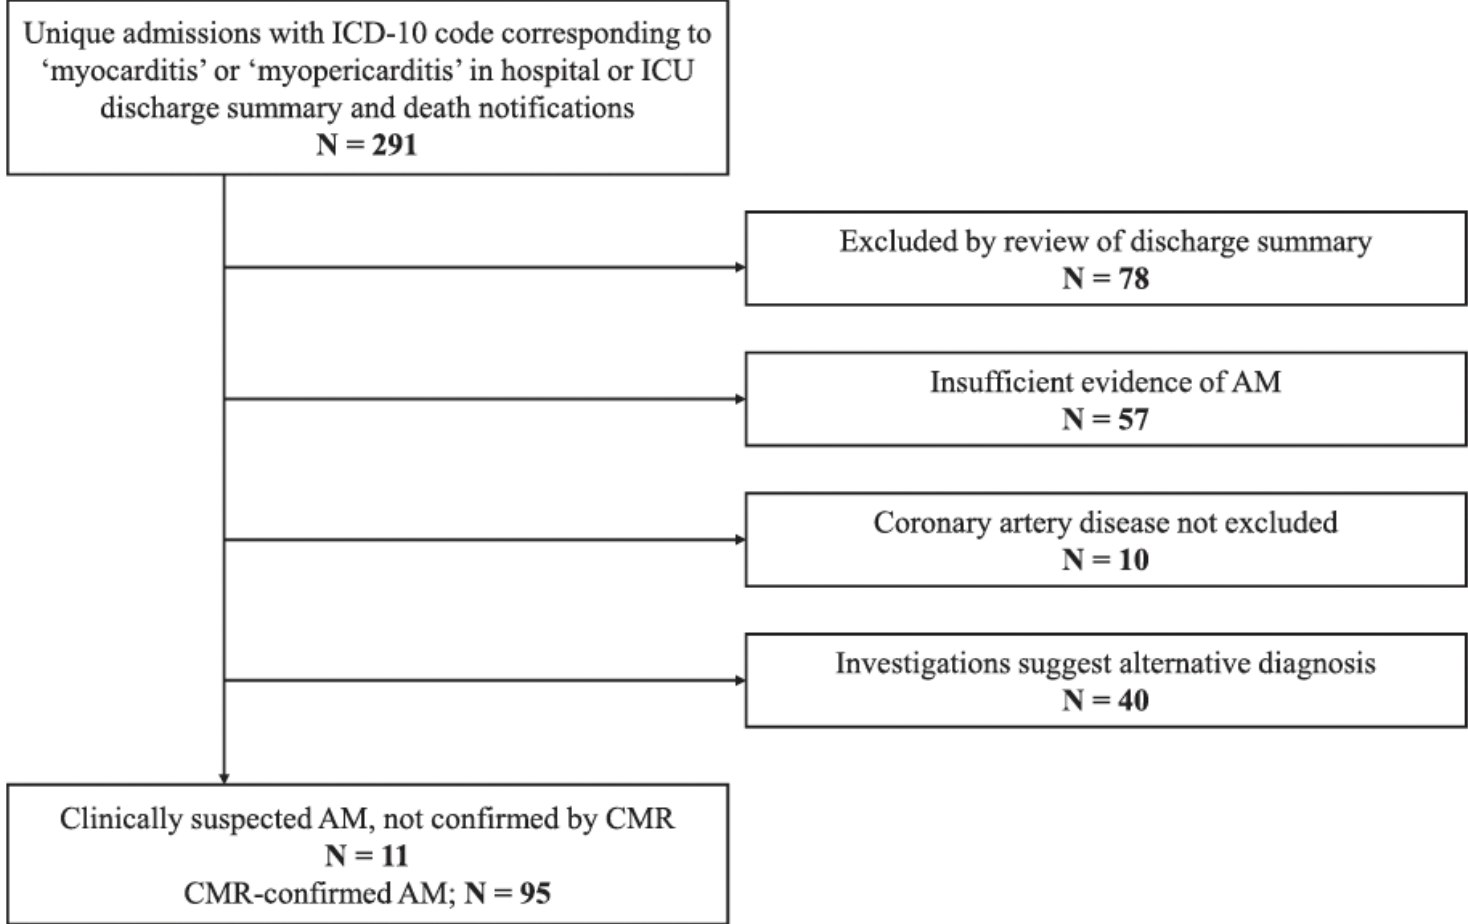 Unique admissions with ICD-10 code corresponding to
‘myocarditis’ or ‘myopericarditis’ in hospital or ICU
discharge summary and death notifications
N = 291
Excluded by review of discharge summary
N = 78
Insufficient evidence of AM
N = 57
Coronary artery disease not excluded
N = 10
Investigations suggest alternative diagnosis
N = 40
Clinically suspected AM, not confirmed by CMR
N = 11
CMR-confirmed AM; N = 95